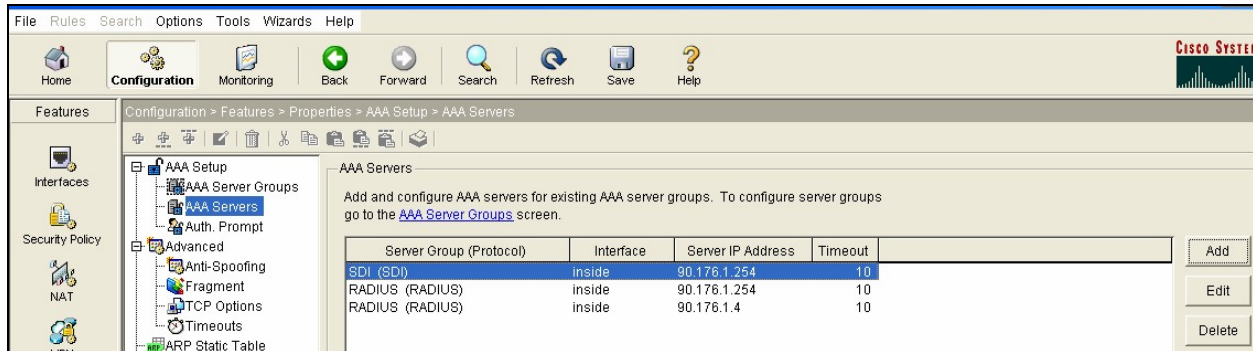 File Rules Search Options Tools Wizards Help
Home Configuration Monitoring Back Forward Search Refresh Save Help
CISCO SYSTE
Features
Configuration > Features > Properties > AAA Setup > AAA Servers
Interfaces
Security Policy
NAT
AAA Setup
AAA Server Groups
AAA Servers
Auth. Prompt
Advanced
Anti-Spoofing
Fragment
TCP Options
Timeouts
ARP Static Table
AAA Servers
Add and configure AAA servers for existing AAA server groups. To configure server groups
go to the AAA Server Groups screen.
Server Group (Protocol) Interface Server IP Address Timeout
SDI (SDI) inside 90.176.1.254 10
RADIUS (RADIUS) inside 90.176.1.254 10
RADIUS (RADIUS) inside 90.176.1.4 10
Add
Edit
Delete